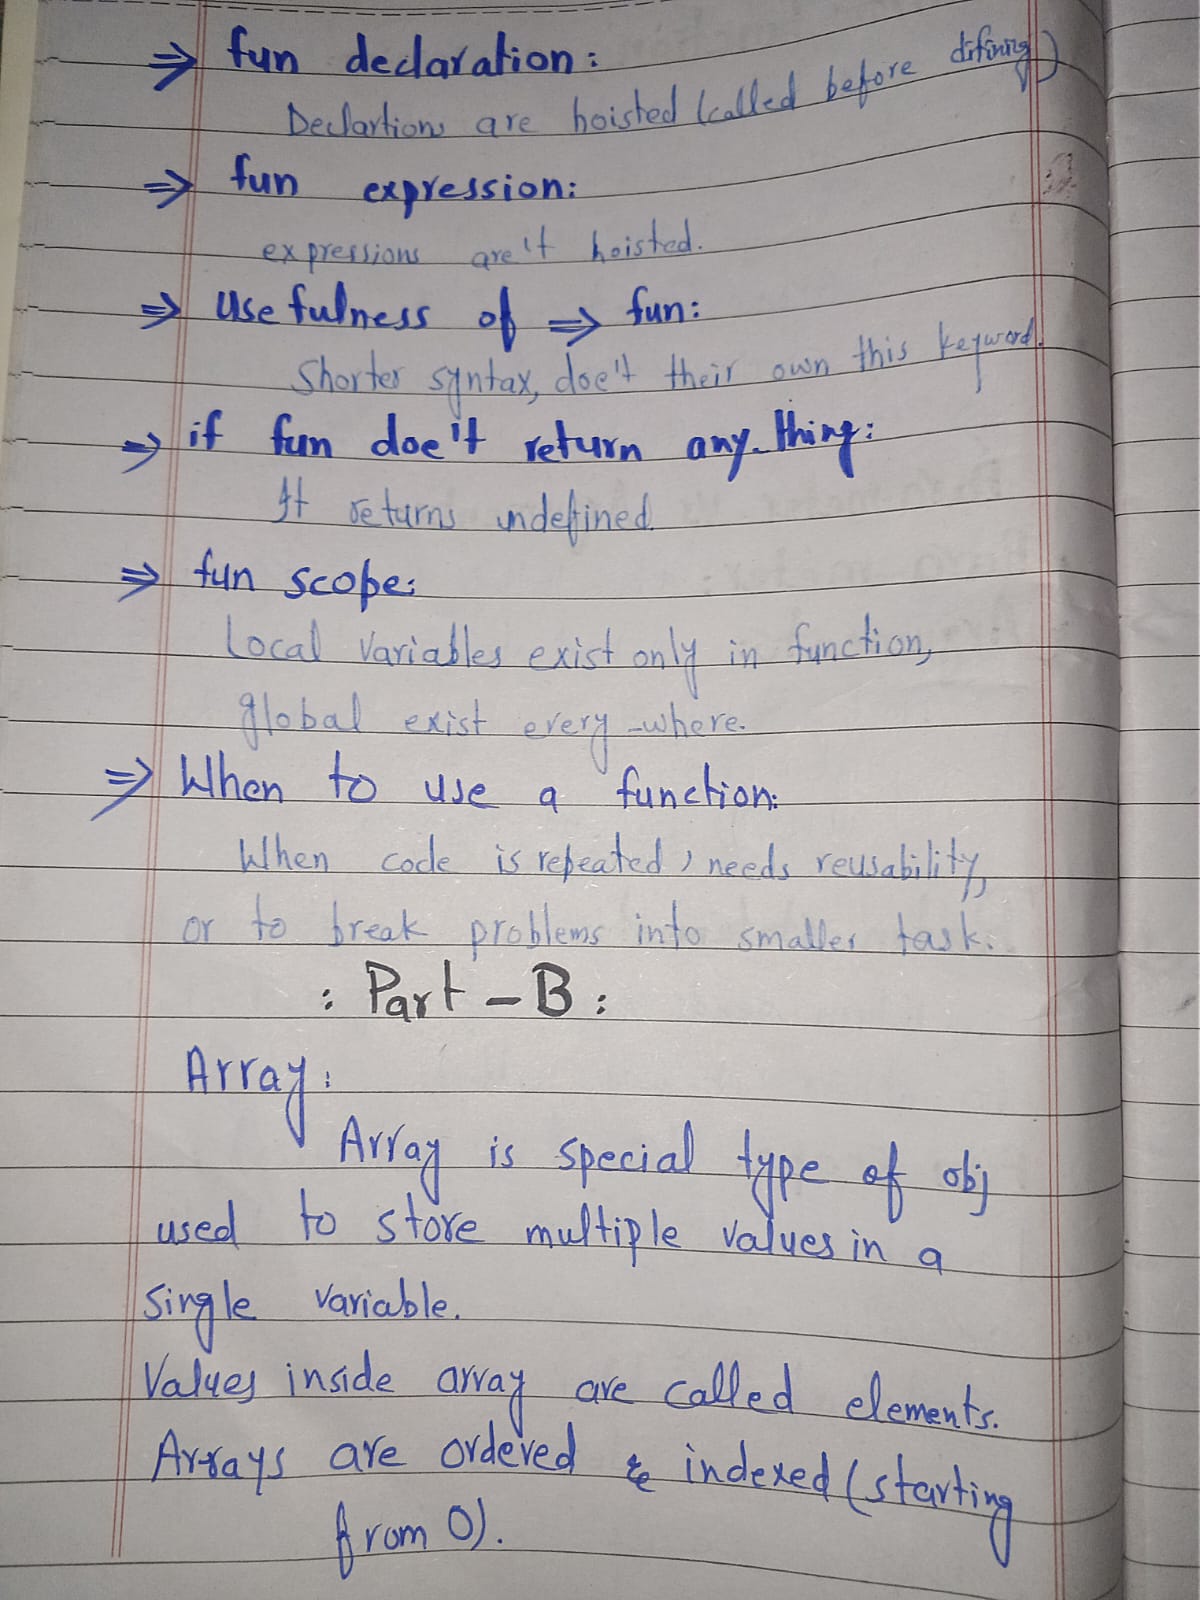 ⇒ fun declaration:
Declartions are hoisted (called before difining)
⇒ fun expression:
expressions are't hoisted.
⇒ Usefulness of ⇒ fun:
Shorter syntax, doe't their own this keyword.
⇒ if fun doe't return any-thing:
It returns undefined.
⇒ fun scope:
Local variables exist only in function,
global exist every-where.
⇒ When to use a function:
When code is repeated, needs reusability,
or to break problems into smaller task.
: Part-B:
Array:
Array is special type of obj
used to store multiple values in a
single variable.
Values inside array are called elements.
Arrays are ordered & indexed (starting
from 0).